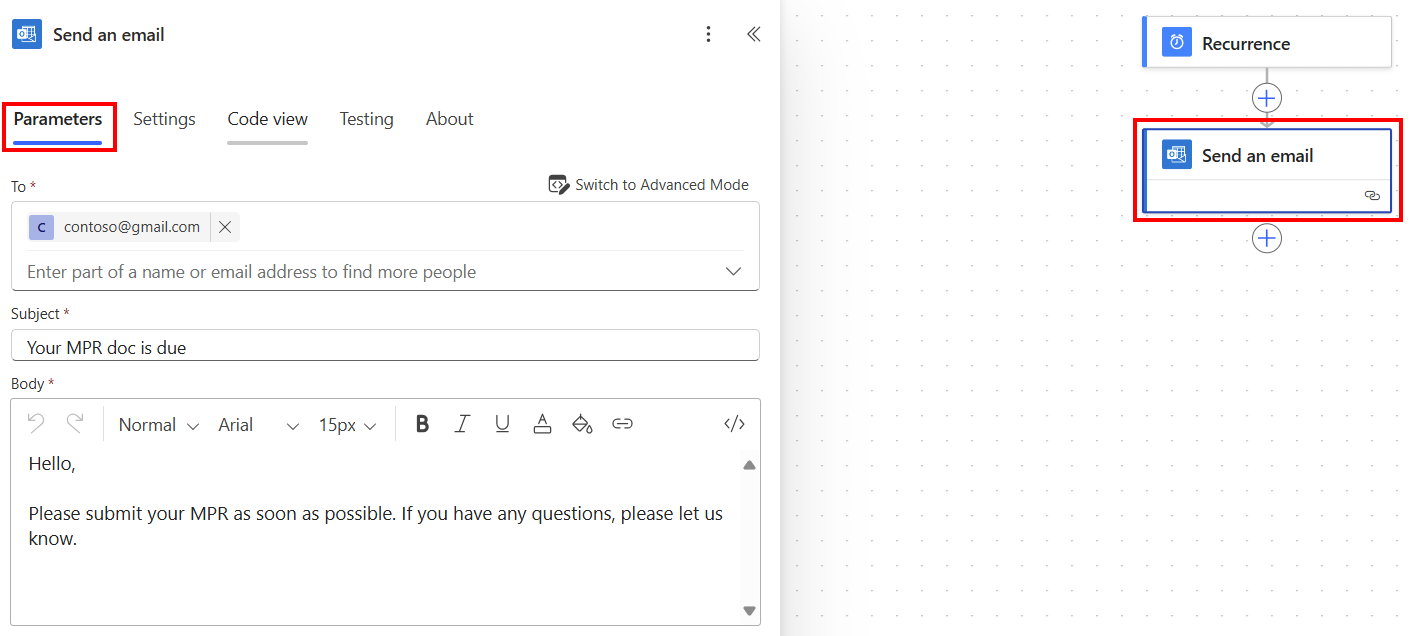 Send an email
Parameters Settings Code view Testing About
To *
Switch to Advanced Mode
C contoso@gmail.com
Enter part of a name or email address to find more people
Subject *
Your MPR doc is due
Body *
Normal Arial 15px B I U A </>
Hello,
Please submit your MPR as soon as possible. If you have any questions, please let us
know.
Recurrence
Send an email